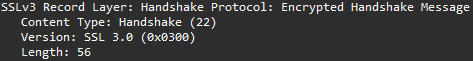 SSLv3 Record Layer: Handshake Protocol: Encrypted Handshake Message
Content Type: Handshake (22)
Version: SSL 3.0 (0x0300)
Length: 56